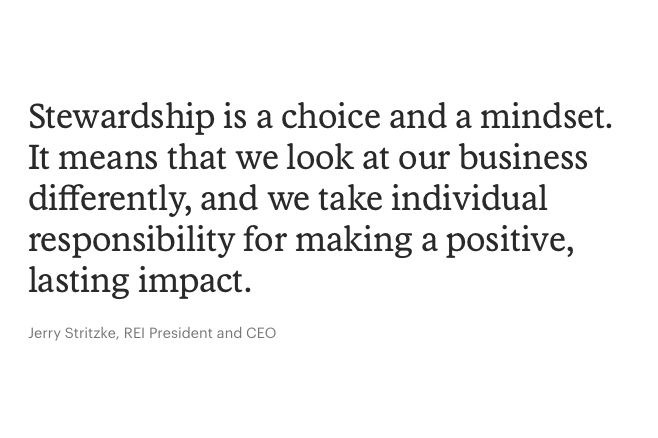 Stewardship is a choice and a mindset.
It means that we look at our business
differently, and we take individual
responsibility for making a positive,
lasting impact.
Jerry Stritzke, REI President and CEO